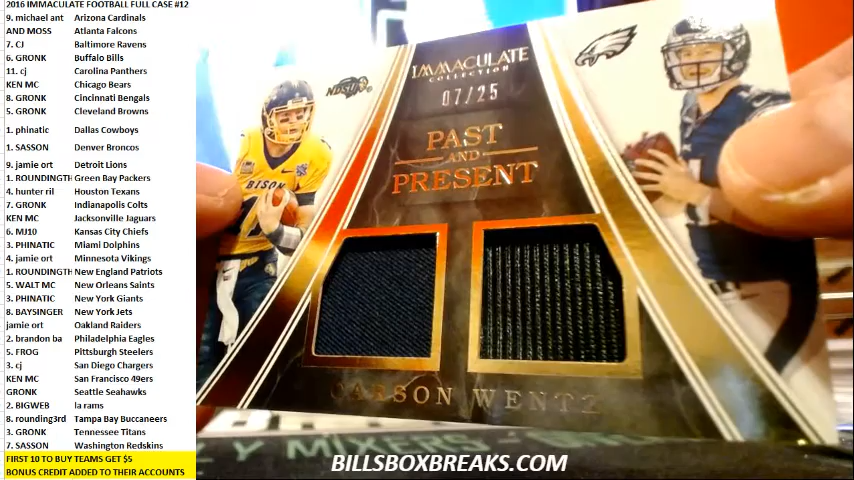 2016 IMMACULATE FOOTBALL FULL CASE #12
9. michael ant Arizona Cardinals
AND MOSS Atlanta Falcons
7. CJ Baltimore Ravens
6. GRONK Buffalo Bills
11. cj Carolina Panthers
KEN MC Chicago Bears
8. GRONK Cincinnati Bengals
5. GRONK Cleveland Browns
1. phinatic Dallas Cowboys
1. SASSON Denver Broncos
9. jamie ort Detroit Lions
1. ROUNDINGTH Green Bay Packers
4. hunter ril Houston Texans
7. GRONK Indianapolis Colts
KEN MC Jacksonville Jaguars
6. MJ10 Kansas City Chiefs
3. PHINATIC Miami Dolphins
4. jamie ort Minnesota Vikings
1. ROUNDINGTH New England Patriots
5. WALT MC New Orleans Saints
3. PHINATIC New York Giants
8. BAYSINGER New York Jets
jamie ort Oakland Raiders
2. brandon ba Philadelphia Eagles
5. FROG Pittsburgh Steelers
3. cj San Diego Chargers
KEN MC San Francisco 49ers
GRONK Seattle Seahawks
2. BIGWEB la rams
8. rounding3rd Tampa Bay Buccaneers
3. GRONK Tennessee Titans
7. SASSON Washington Redskins
FIRST 10 TO BUY TEAMS GET $5
BONUS CREDIT ADDED TO THEIR ACCOUNTS
IMMACULATE
COLLECTION
07/25
NDSU
PAST
AND
PRESENT
BISON
CARSON WENTZ
MIXERS
BILLSBOXBREAKS.COM